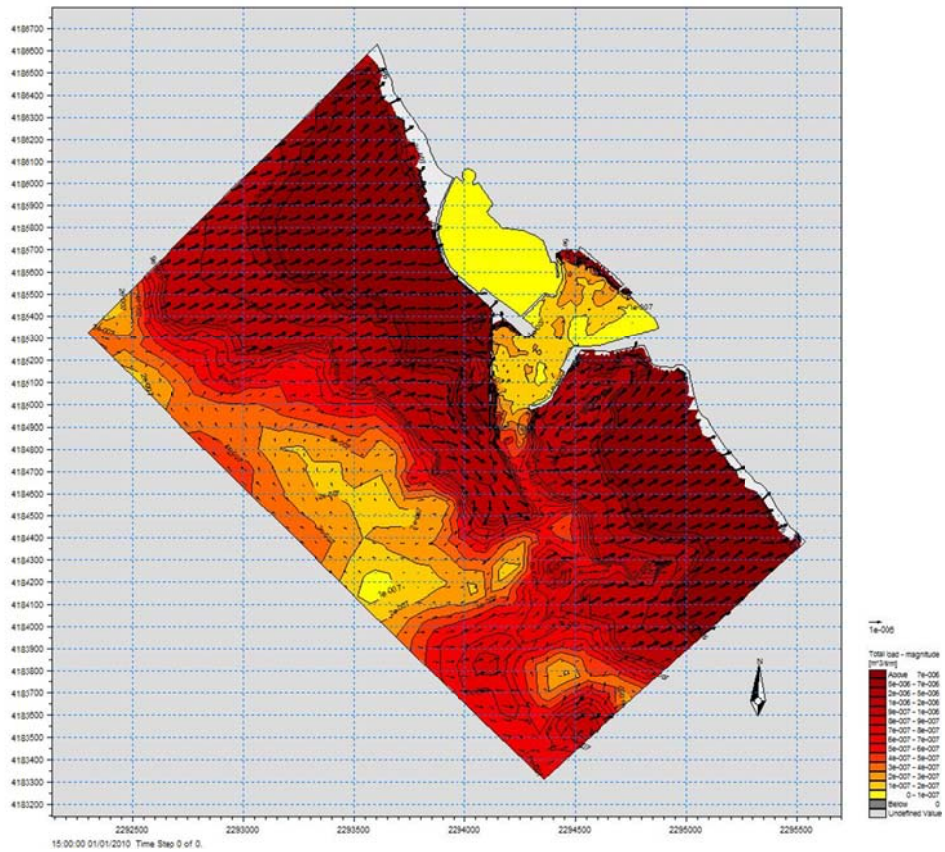 4186700
4186600
4186500
4186400
4186300
4186200
4186100
4186000
4185900
4185800
4185700
4185600
4185500
4185400
4185300
4185200
4185100
4185000
4184900
4184800
4184700
4184600
4184500
4184400
4184300
4184200
4184100
4184000
4183900
4183800
4183700
4183600
4183500
4183400
4183300
4183200
2292500 2293000 2293500 2294000 2294500 2295000 2295500
15:00:00 01/01/2010 Time Step 0 of 0.
1e-007
1e-007
N
1e-006
Total load - magnitude
[m^3/s/m]
Above 7e-006
5e-006 - 7e-006
2e-006 - 5e-006
1e-006 - 2e-006
9e-007 - 1e-006
8e-007 - 9e-007
7e-007 - 8e-007
6e-007 - 7e-007
5e-007 - 6e-007
4e-007 - 5e-007
3e-007 - 4e-007
2e-007 - 3e-007
1e-007 - 2e-007
0 - 1e-007
Below 0
Undefined Value